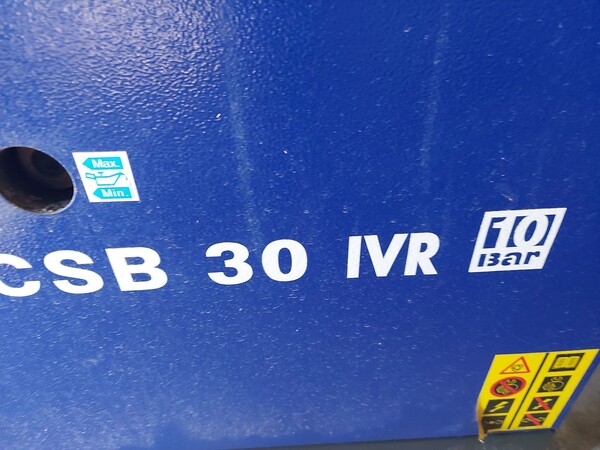 Max.
Min.
CSB 30 IVR 10
Bar